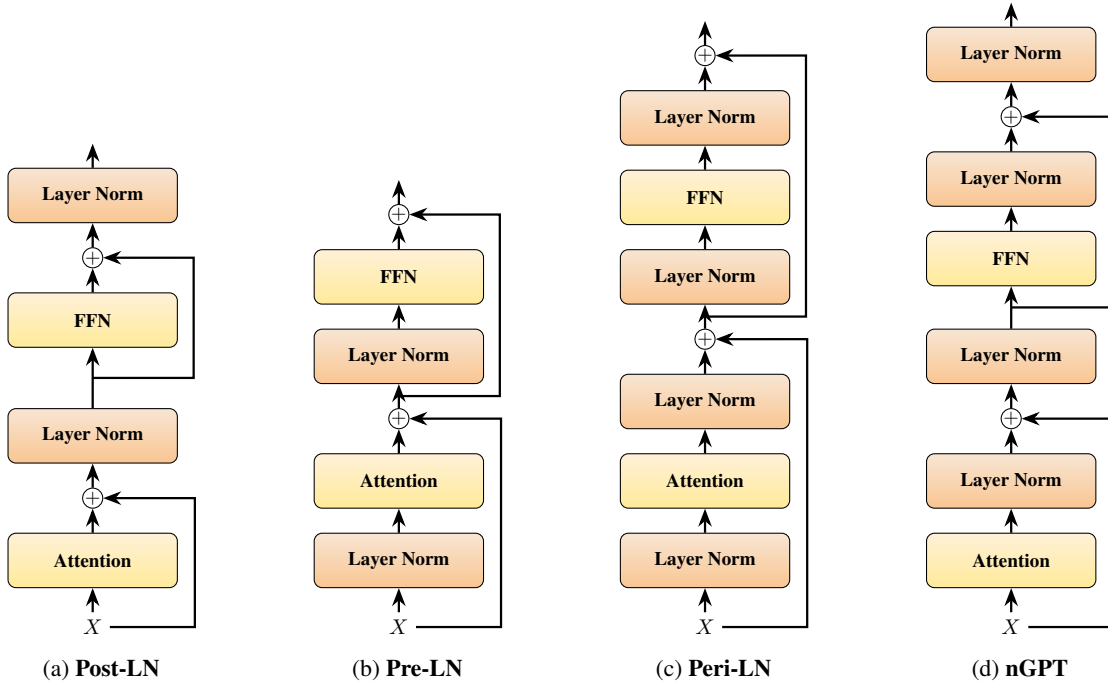 Layer Norm
FFN
Layer Norm
Attention
X
(a) Post-LN
FFN
Layer Norm
Attention
Layer Norm
X
(b) Pre-LN
Layer Norm
FFN
Layer Norm
Layer Norm
Attention
Layer Norm
X
(c) Peri-LN
Layer Norm
Layer Norm
FFN
Layer Norm
Layer Norm
Attention
X
(d) nGPT